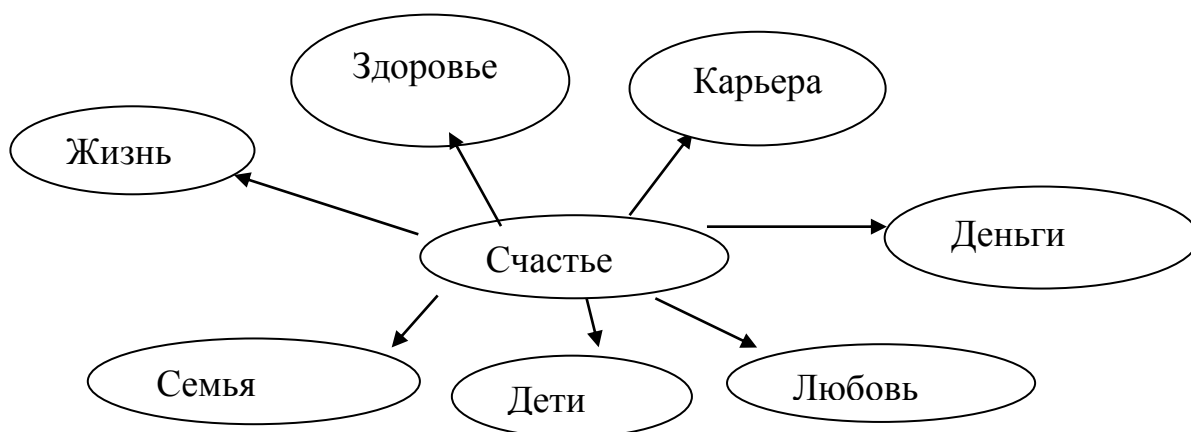 Здоровье
Карьера
Жизнь
Деньги
Счастье
Семья
Дети
Любовь